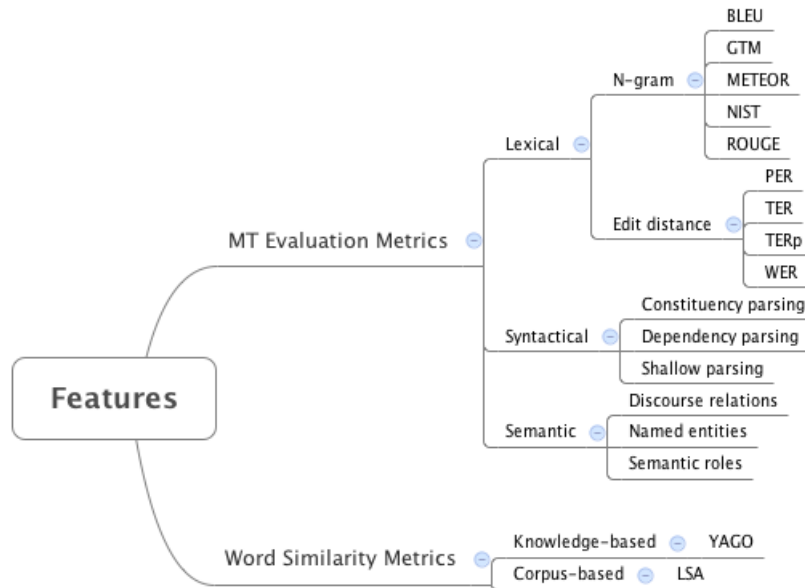 Features
MT Evaluation Metrics
Lexical
N-gram
BLEU
GTM
METEOR
NIST
ROUGE
Edit distance
PER
TER
TERp
WER
Syntactical
Constituency parsing
Dependency parsing
Shallow parsing
Semantic
Discourse relations
Named entities
Semantic roles
Word Similarity Metrics
Knowledge-based
YAGO
Corpus-based
LSA